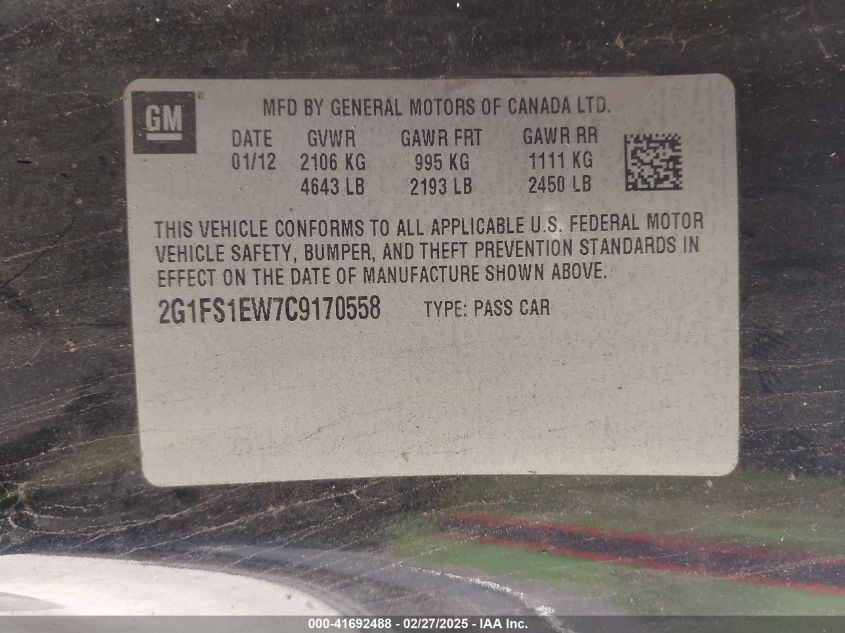 GM ®
MFD BY GENERAL MOTORS OF CANADA LTD.
DATE GVWR GAWR FRT GAWR RR
01/12 2106 KG 995 KG 1111 KG
4643 LB 2193 LB 2450 LB
THIS VEHICLE CONFORMS TO ALL APPLICABLE U.S. FEDERAL MOTOR
VEHICLE SAFETY, BUMPER, AND THEFT PREVENTION STANDARDS IN
EFFECT ON THE DATE OF MANUFACTURE SHOWN ABOVE.
2G1FS1EW7C9170558 TYPE: PASS CAR
000-41692488 - 02/27/2025 - IAA Inc.